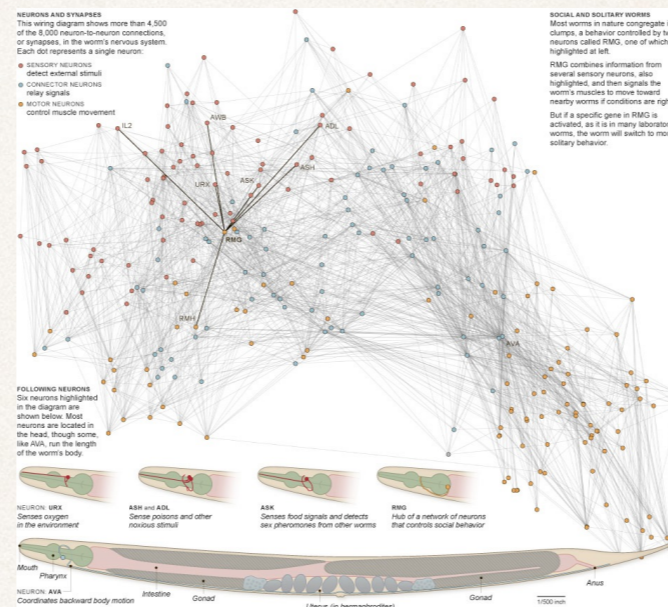 NEURONS AND SYNAPSES
This wiring diagram shows more than 4,500
of the 8,000 neuron-to-neuron connections,
or synapses, in the worm's nervous system.
Each dot represents a single neuron:
SENSORY NEURONS
detect external stimuli
CONNECTOR NEURONS
relay signals
MOTOR NEURONS
control muscle movement
SOCIAL AND SOLITARY WORMS
Most worms in nature congregate
clumps, a behavior controlled by
neurons called RMG, one of which
highlighted at left.
RMG combines information from
several sensory neurons, also
highlighted, and then signals the
worm's muscles to move toward
nearby worms if conditions are
But if a specific gene in RMG is
activated, as it is in many
worms, the worm will switch to
solitary behavior.
IL2
AWB
ADL
ASH
ASK
URX
RMG
RMH
AVA
FOLLOWING NEURONS
Six neurons highlighted
in the diagram are
shown below. Most
neurons are located in
the head, though some,
like AVA, run the length
of the worm's body.
NEURON: URX
Senses oxygen
in the environment
ASH and ADL
Sense poisons and other
noxious stimuli
ASK
Senses food signals and detects
sex pheromones from other worms
RMG
Hub of a network of neurons
that controls social behavior
Mouth
Pharynx
NEURON: AVA
Coordinates backward body motion
Intestine
Gonad
Uterus (in hermaphrodites)
Gonad
1/500 inch
Anus